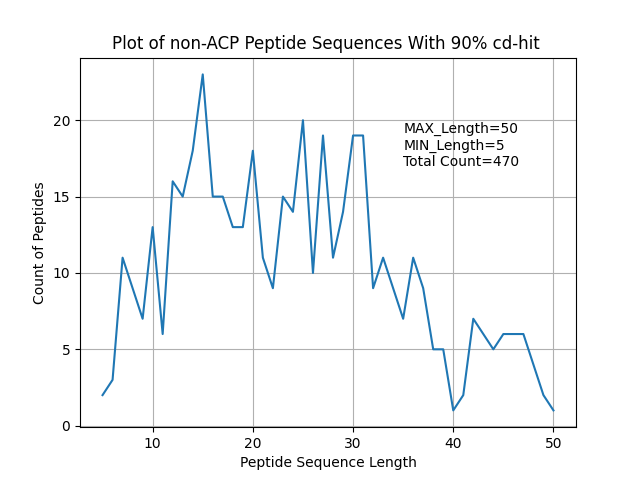 Plot of non-ACP Peptide Sequences With 90% cd-hit
20
15
10
5
0
Count of Peptides
MAX_Length=50
MIN_Length=5
Total Count=470
10 20 30 40 50
Peptide Sequence Length